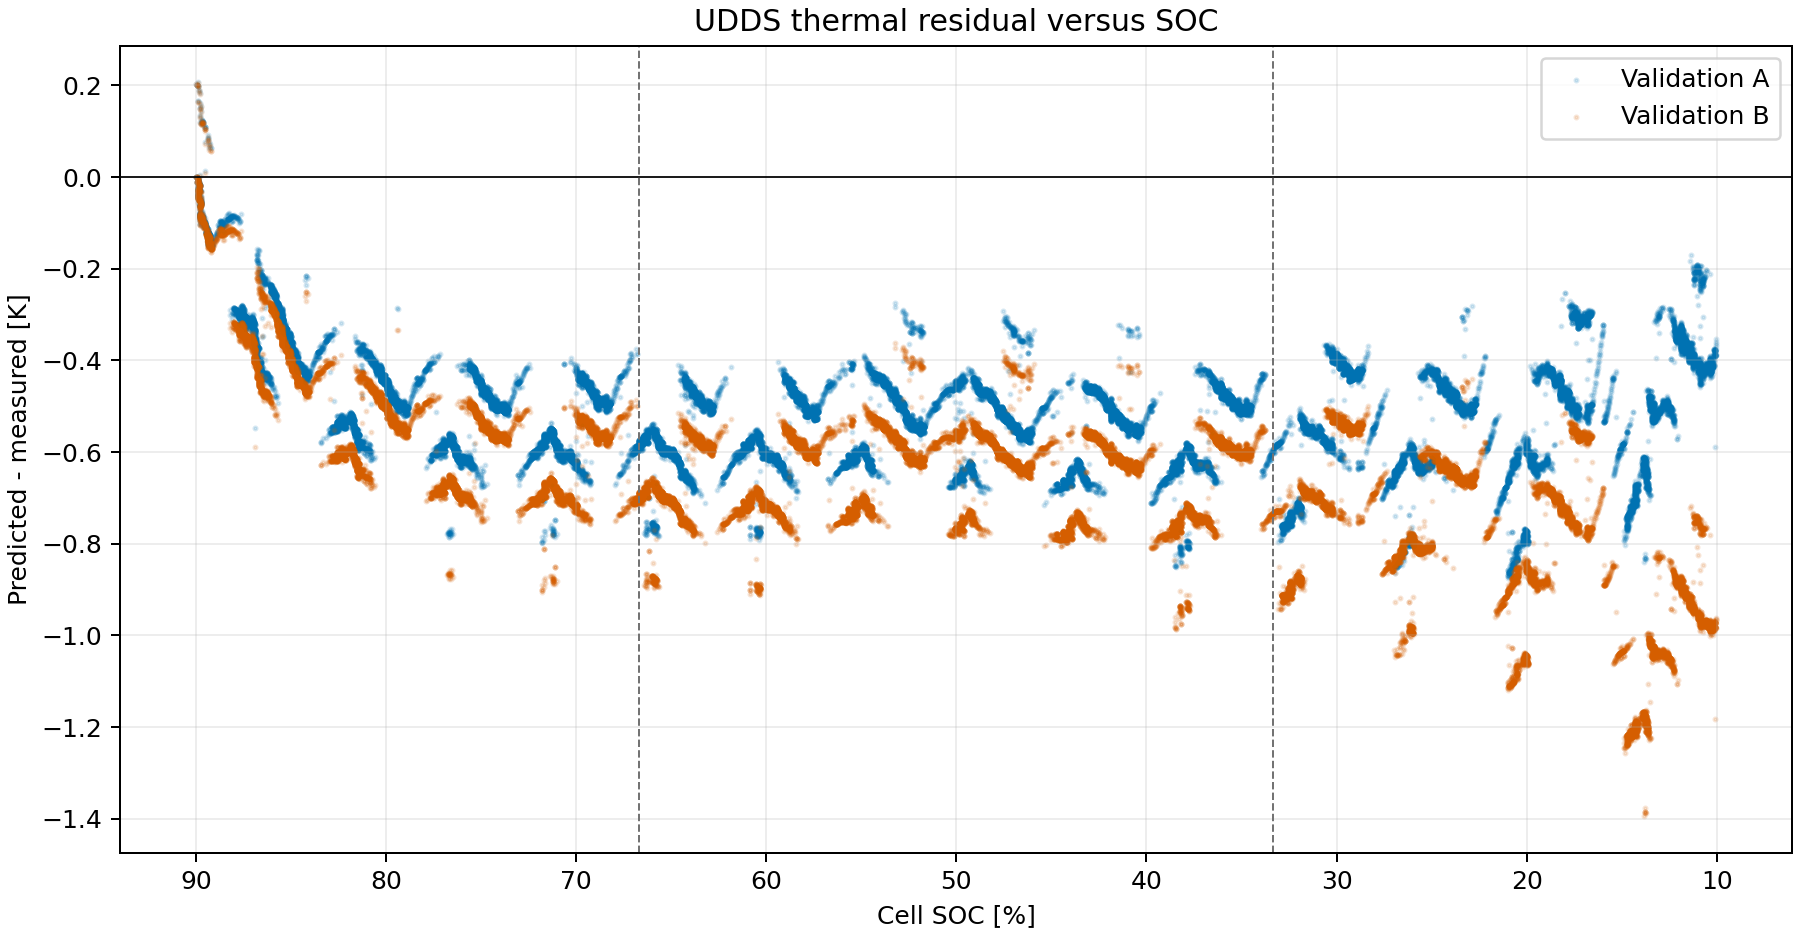 UDDS thermal residual versus SOC
Validation A
Validation B
Predicted - measured [K]
0.2
0.0
−0.2
−0.4
−0.6
−0.8
−1.0
−1.2
−1.4
90 80 70 60 50 40 30 20 10
Cell SOC [%]